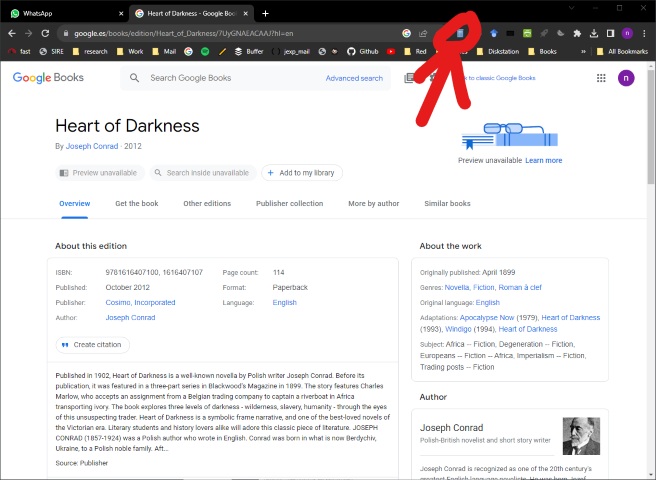 WhatsApp
Heart of Darkness - Google Boo
google.es/books/edition/Heart_of_Darkness/7UyGNAEACAAJ?hl=en
fast SIRE research Work Mail Buffer jexp_mail Github Red Dislxstation Books All Bookmarks
Google Books Search Google Books Advanced search to classic Google Books n
Heart of Darkness
By Joseph Conrad · 2012
Preview unavailable Search inside unavailable + Add to my library
Preview unavailable Learn more
Overview Get the book Other editions Publisher collection More by author Similar books
About this edition
ISBN: 9781616407100, 1616407107 Page count: 114
Published: October 2012 Format: Paperback
Publisher: Cosimo, Incorporated Language: English
Author: Joseph Conrad
Create citation
Published in 1902, Heart of Darkness is a well-known novella by Polish writer Joseph Conrad. Before its
publication, it was featured in a three-part series in Blackwood's Magazine in 1899. The story features Charles
Marlow, who accepts an assignment from a Belgian trading company to captain a riverboat in Africa
transporting ivory. The book explores three levels of darkness - wilderness, slavery, humanity - through the eyes
of this unsuspecting trader. Heart of Darkness is a symbolic frame narrative, and one of the best-loved novels of
the Victorian era. Literary students and history lovers alike will adore this classic piece of literature. JOSEPH
CONRAD (1857-1924) was a Polish author who wrote in English. Conrad was born in what is now Berdychiv,
Ukraine, to a Polish noble family. Aft...
Source: Publisher
About the work
Originally published: April 1899
Genres: Novella, Fiction, Roman à clef
Original language: English
Adaptations: Apocalypse Now (1979), Heart of Darkness
(1993), Windigo (1994), Heart of Darkness
Subject: Africa -- Fiction; Degeneration -- Fiction,
Europeans -- Fiction -- Africa, Imperialism -- Fiction,
Trading posts -- Fiction
Author
Joseph Conrad
Polish-British novelist and short story writer
Joseph Conrad is recognized as one of the 20th century's